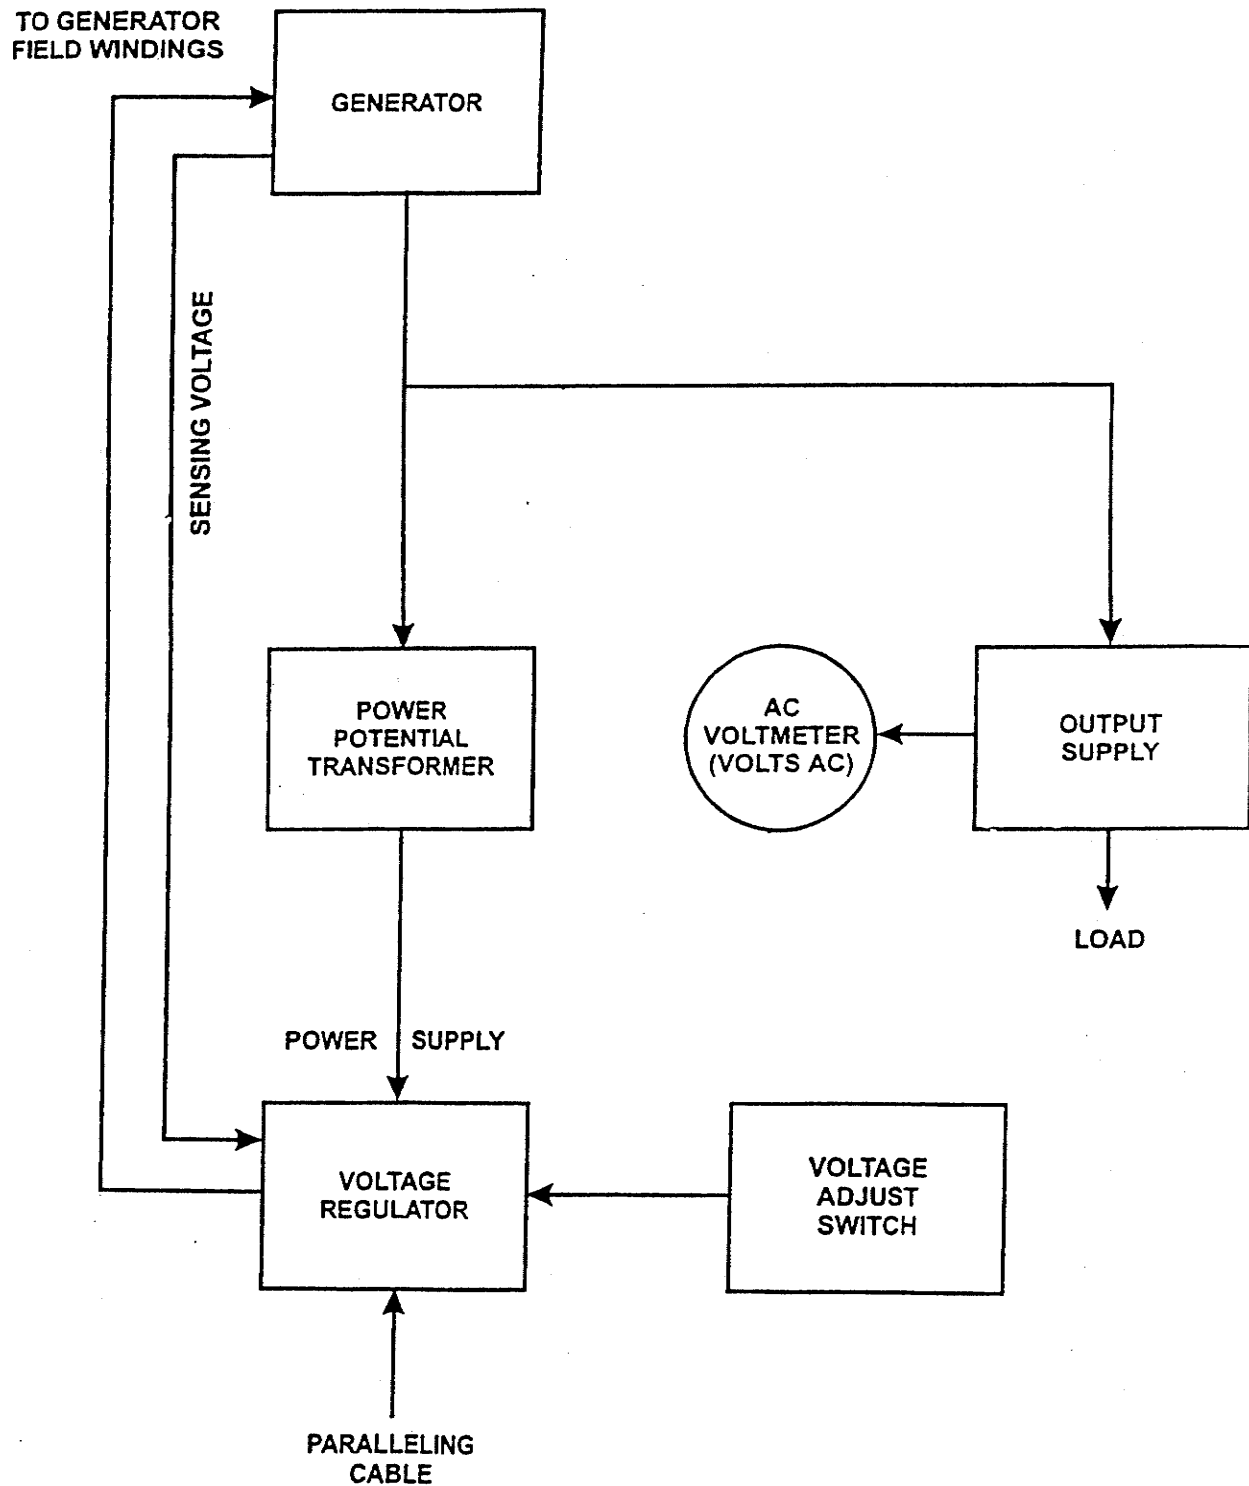 TO GENERATOR
FIELD WINDINGS
GENERATOR
SENSING VOLTAGE
POWER
POTENTIAL
TRANSFORMER
AC
VOLTMETER
(VOLTS AC)
OUTPUT
SUPPLY
LOAD
POWER SUPPLY
VOLTAGE
REGULATOR
VOLTAGE
ADJUST
SWITCH
PARALLELING
CABLE